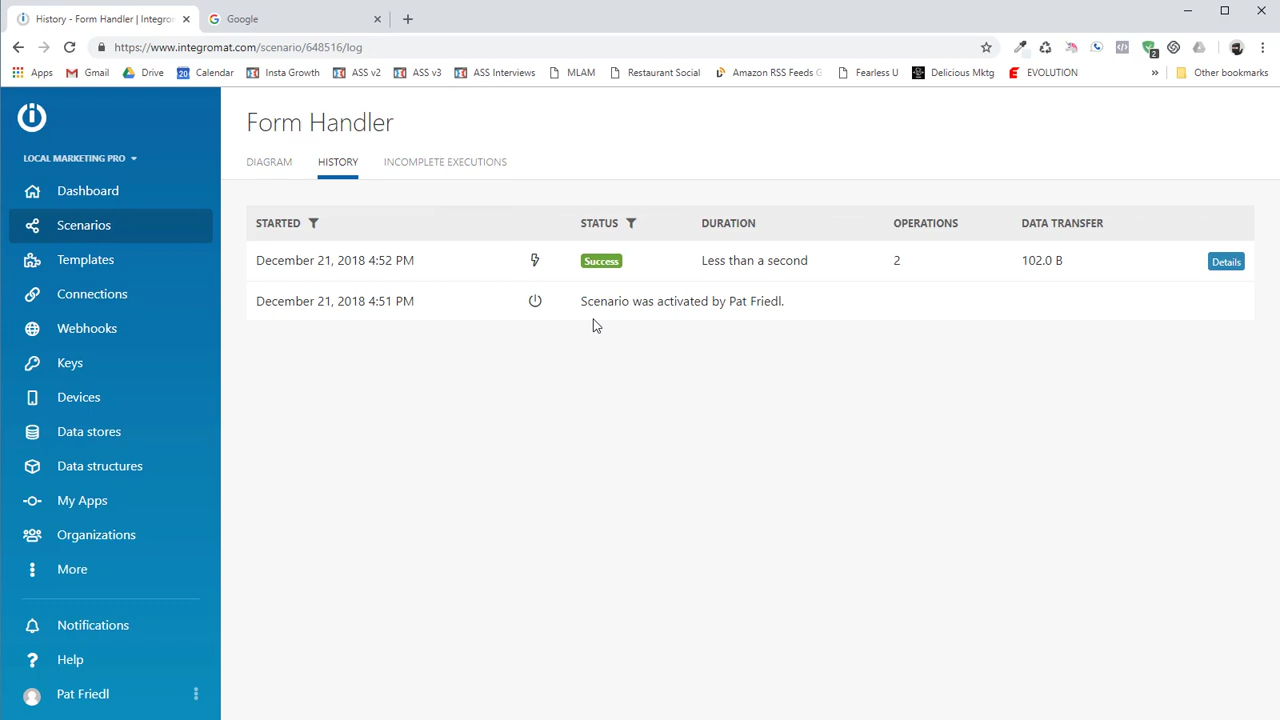 History - Form Handler | Integro
Google
https://www.integromat.com/scenario/648516/log
2
Apps
Gmail
Drive
20
Calendar
Insta Growth
ASS v2
ASS v3
ASS Interviews
MLAM
Restaurant Social
Amazon RSS Feeds
Fearless U
Delicious Mktg
EVOLUTION
»
Other bookmarks
LOCAL MARKETING PRO
Dashboard
Scenarios
Templates
Connections
Webhooks
Keys
Devices
Data stores
Data structures
My Apps
Organizations
More
Notifications
Help
Pat Friedl
Form Handler
DIAGRAM HISTORY INCOMPLETE EXECUTIONS
STARTED STATUS DURATION OPERATIONS DATA TRANSFER
December 21, 2018 4:52 PM Success Less than a second 2 102.0 B Details
December 21, 2018 4:51 PM Scenario was activated by Pat Friedl.